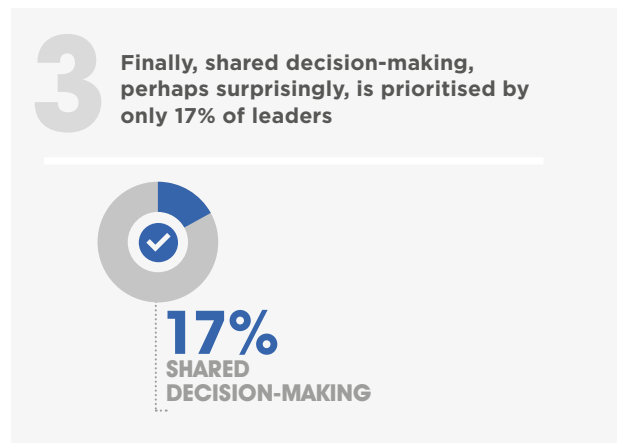 3
Finally, shared decision-making,
perhaps surprisingly, is prioritised by
only 17% of leaders
17%
SHARED
DECISION-MAKING